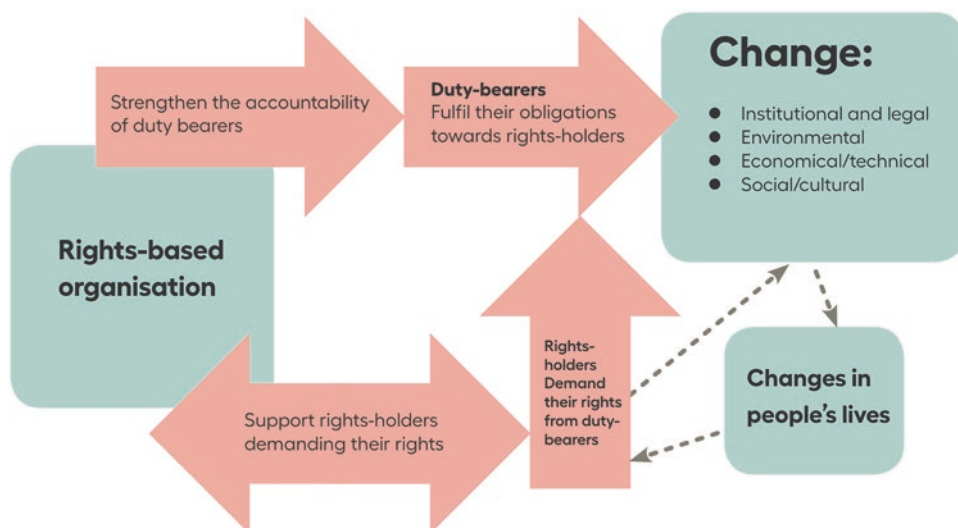 Strengthen the accountability
of duty bearers
Duty-bearers
Fulfil their obligations
towards rights-holders
Change:
● Institutional and legal
● Environmental
● Economical/technical
● Social/cultural
Rights-based
organisation
Support rights-holders
demanding their rights
Rights-
holders
Demand
their rights
from duty-
bearers
Changes in
people’s lives